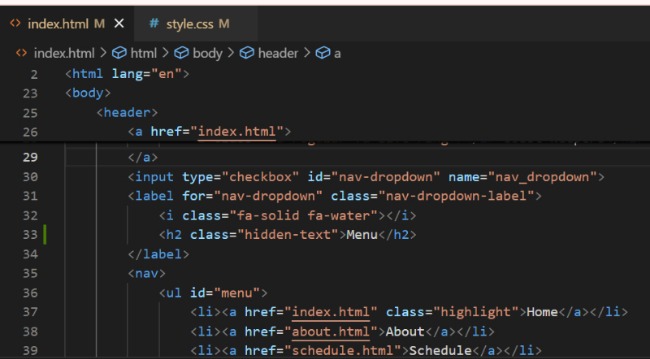 index.html M × # style.css M
index.html > html > body > header > a
2 <html lang="en">
23 <body>
25 <header>
26 <a href="index.html">
29 </a>
30 <input type="checkbox" id="nav-dropdown" name="nav_dropdown">
31 <label for="nav-dropdown" class="nav-dropdown-label">
32 <i class="fa-solid fa-water"></i>
33 <h2 class="hidden-text">Menu</h2>
34 </label>
35 <nav>
36 <ul id="menu">
37 <li><a href="index.html" class="highlight">Home</a></li>
38 <li><a href="about.html">About</a></li>
39 <li><a href="schedule.html">Schedule</a></li>